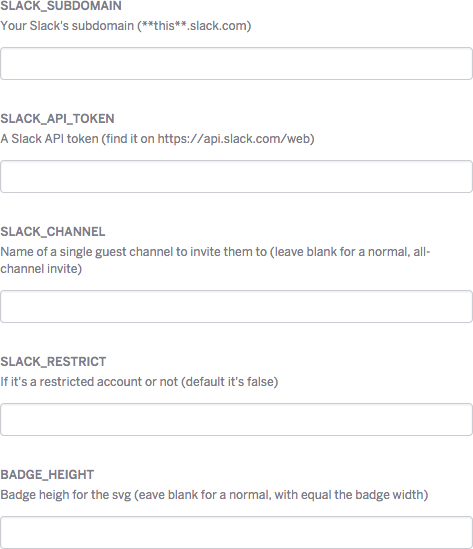 SLACK_SUBDOMAIN
Your Slack's subdomain (**this**.slack.com)
SLACK_API_TOKEN
A Slack API token (find it on https://api.slack.com/web)
SLACK_CHANNEL
Name of a single guest channel to invite them to (leave blank for a normal, all-
channel invite)
SLACK_RESTRICT
If it's a restricted account or not (default it's false)
BADGE_HEIGHT
Badge heigh for the svg (eave blank for a normal, with equal the badge width)